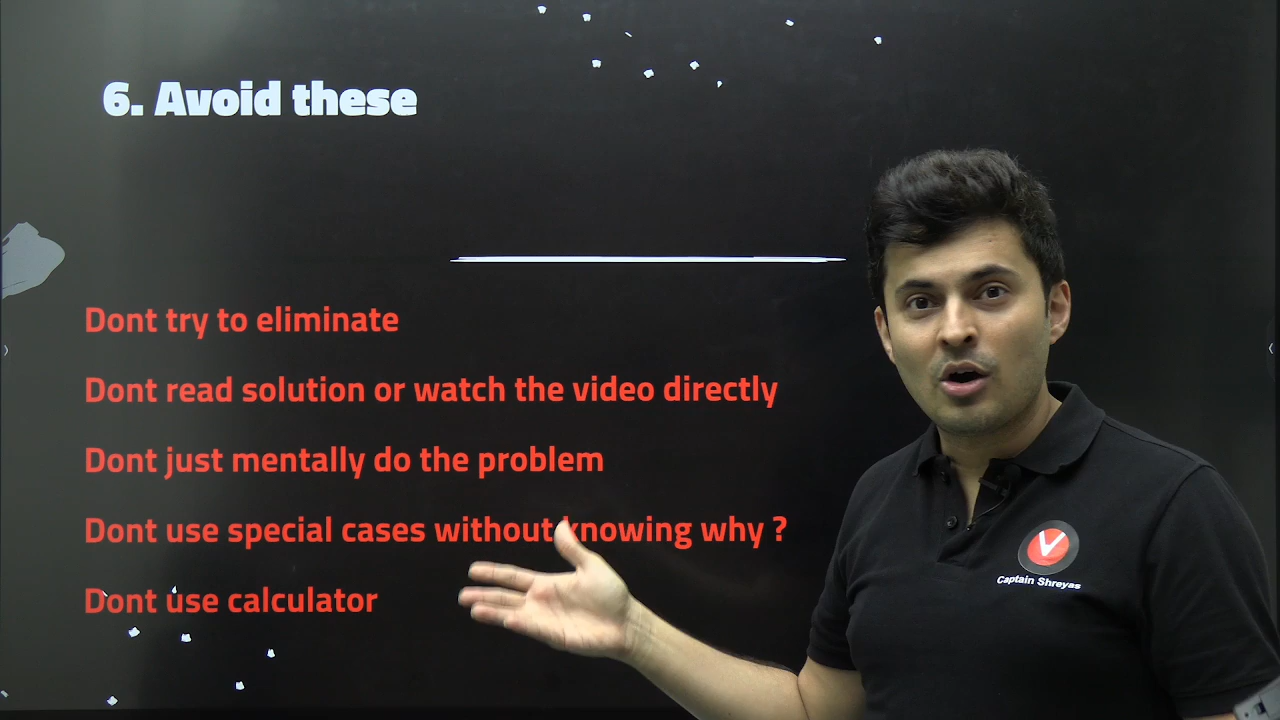 6. Avoid these
Dont try to eliminate
Dont read solution or watch the video directly
Dont just mentally do the problem
Dont use special cases without knowing why ?
Dont use calculator
V
Captain Shreyas